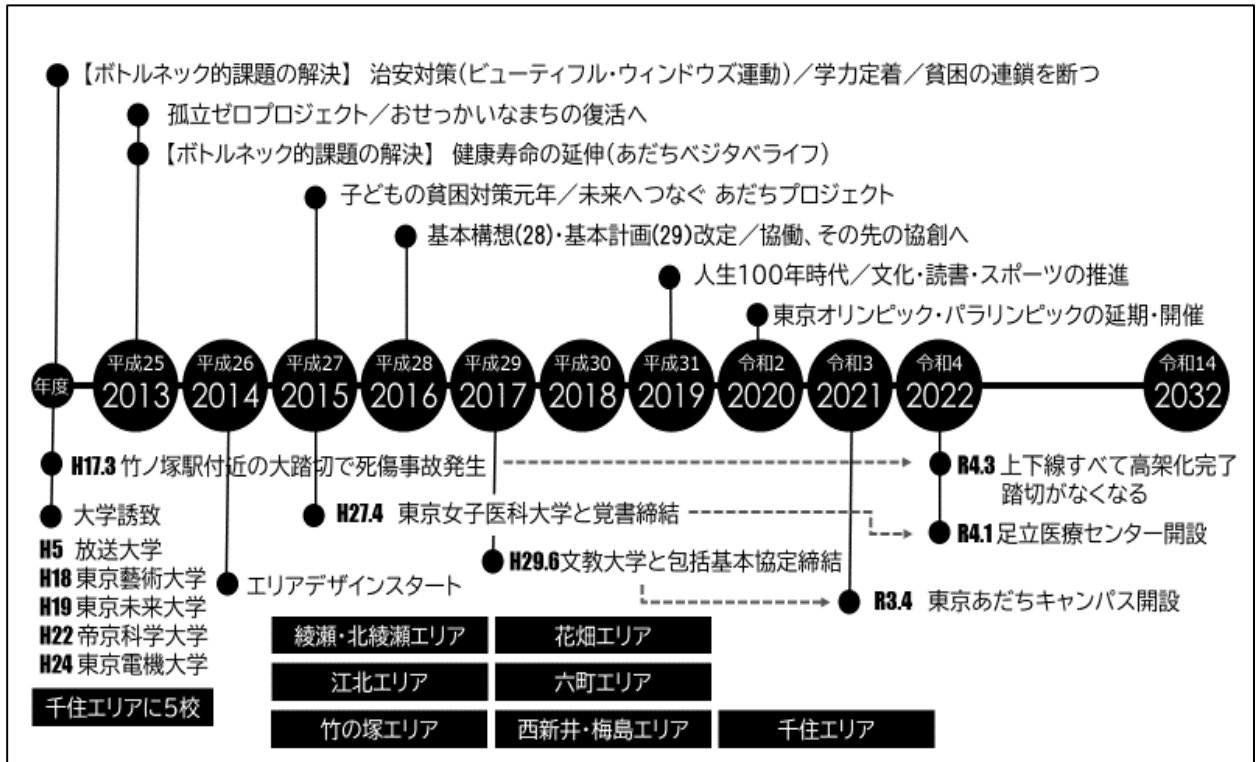 【ボトルネック的課題の解決】 治安対策(ビューティフル・ウィンドウズ運動)／学力定着／貧困の連鎖を断つ
孤立ゼロプロジェクト／おせっかいなまちの復活へ
【ボトルネック的課題の解決】 健康寿命の延伸(あだちベジタベライフ)
子どもの貧困対策元年／未来へつなぐ あだちプロジェクト
基本構想(28)・基本計画(29)改定／協働、その先の協創へ
人生100年時代／文化・読書・スポーツの推進
東京オリンピック・パラリンピックの延期・開催
年度
平成25
2013
平成26
2014
平成27
2015
平成28
2016
平成29
2017
平成30
2018
平成31
2019
令和2
2020
令和3
2021
令和4
2022
令和14
2032
H17.3 竹ノ塚駅付近の大踏切で死傷事故発生
R4.3 上下線すべて高架化完了
踏切がなくなる
大学誘致
H27.4 東京女子医科大学と覚書締結
R4.1 足立医療センター開設
H5 放送大学
H29.6 文教大学と包括基本協定締結
H18 東京藝術大学
エリアデザインスタート
H19 東京未来大学
R3.4 東京あだちキャンパス開設
H22 帝京科学大学
H24 東京電機大学
千住エリアに5校
綾瀬・北綾瀬エリア
花畑エリア
江北エリア
六町エリア
竹の塚エリア
西新井・梅島エリア
千住エリア